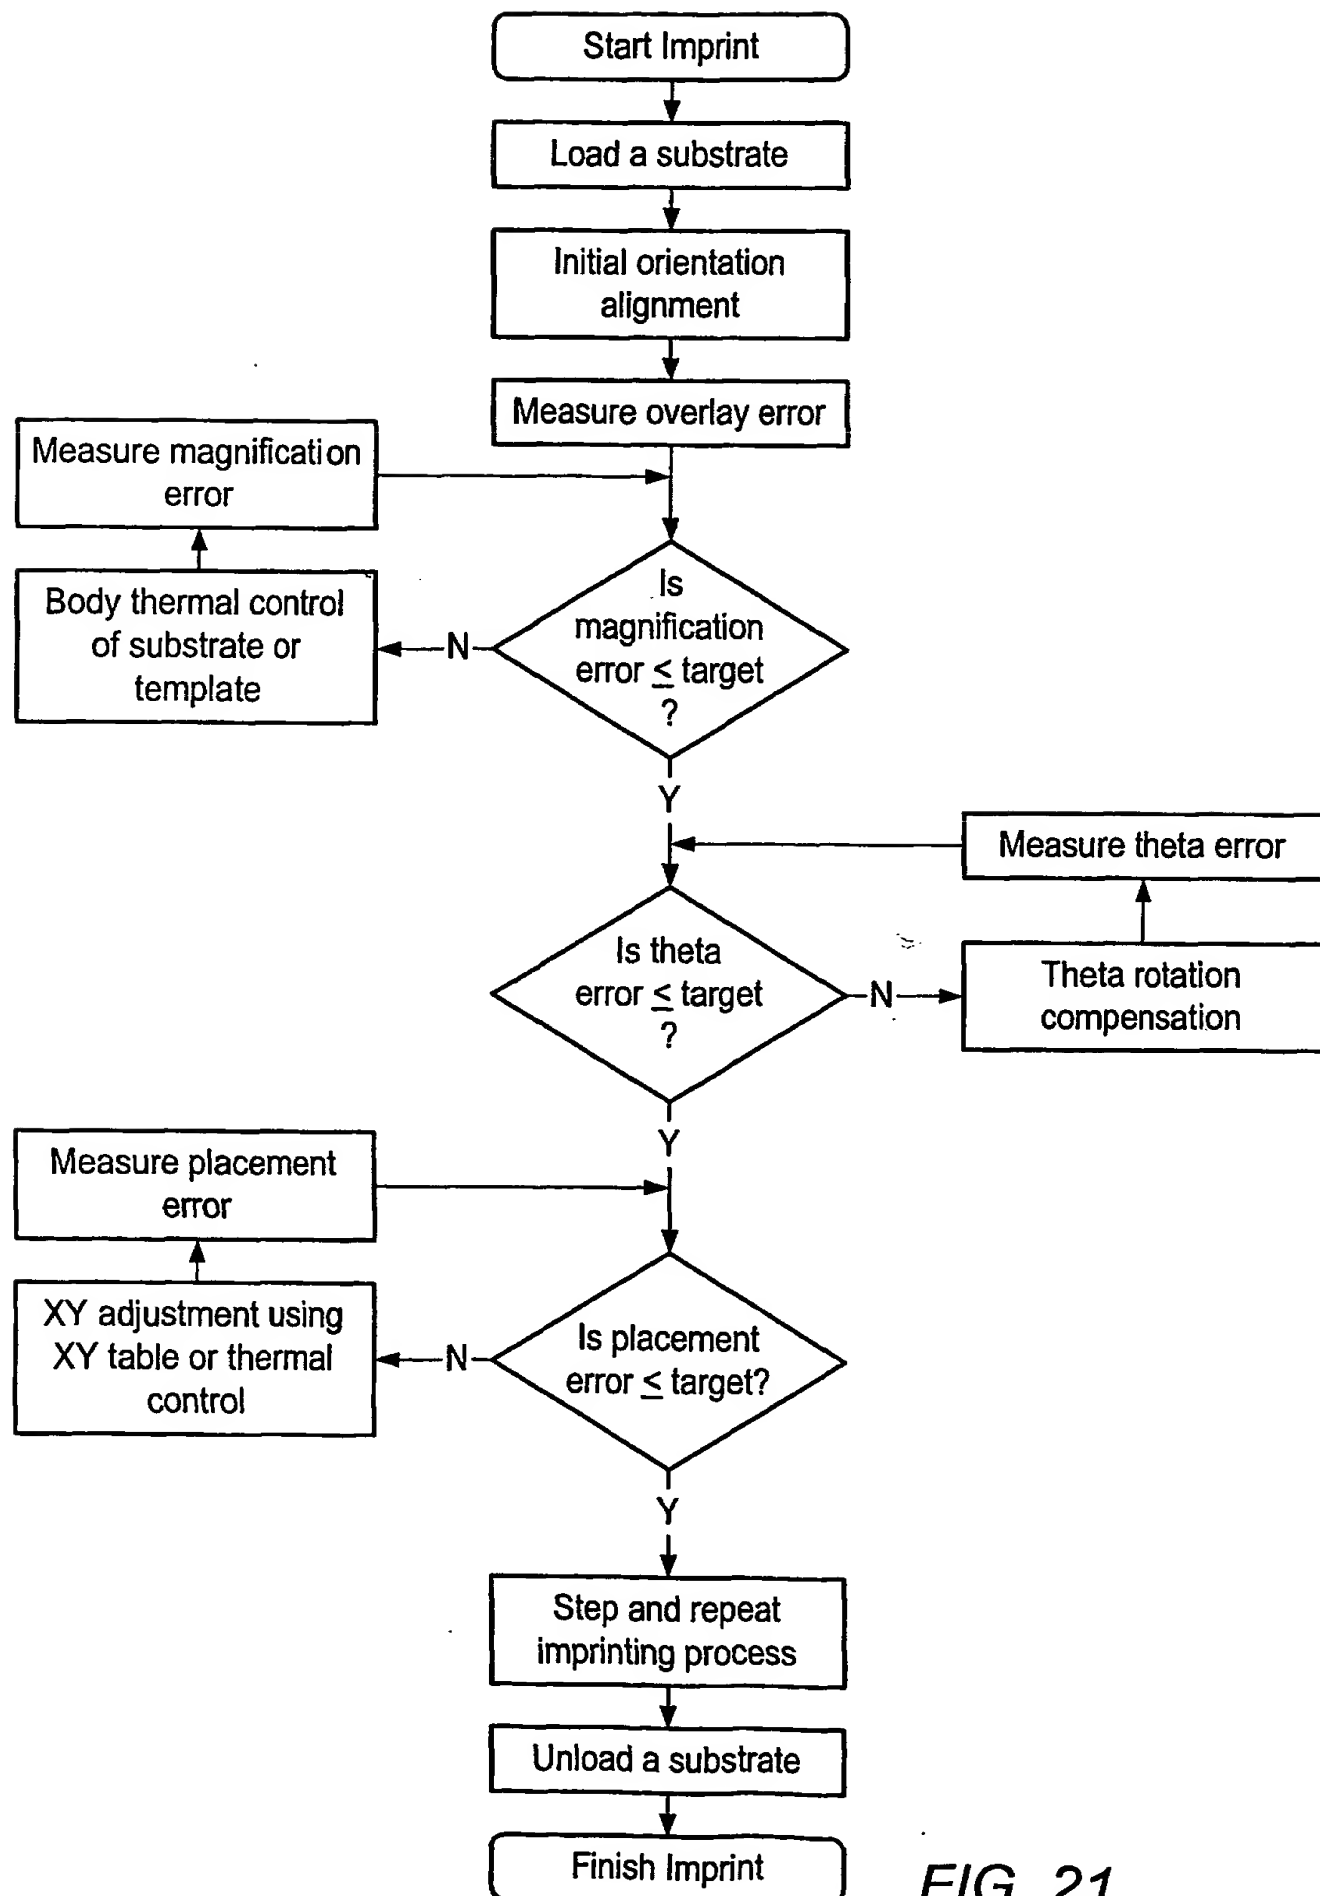 Start Imprint
Load a substrate
Initial orientation
alignment
Measure overlay error
Measure magnification
error
Body thermal control
of substrate or
template
N
Is
magnification
error ≤ target
?
Y
Measure theta error
Is theta
error ≤ target
?
N
Theta rotation
compensation
Y
Measure placement
error
XY adjustment using
XY table or thermal
control
N
Is placement
error ≤ target?
Y
Step and repeat
imprinting process
Unload a substrate
Finish Imprint
FIG. 21